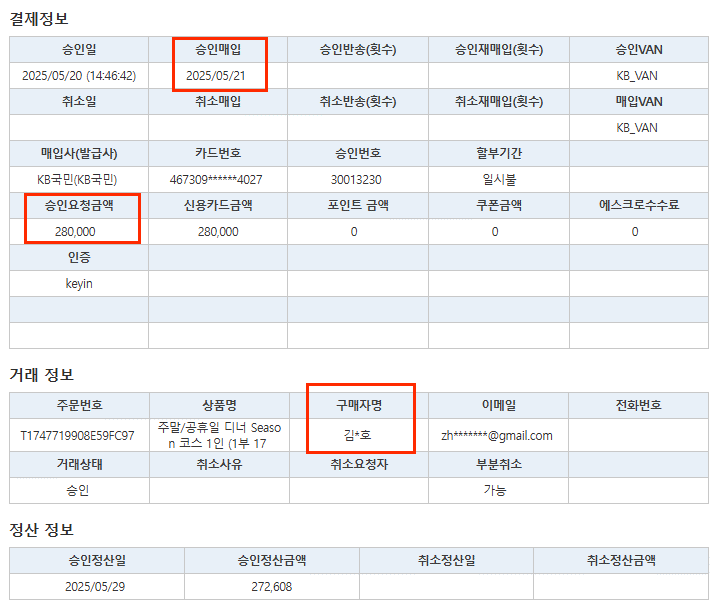 결제정보
승인일 승인매입 승인반송(횟수) 승인재매입(횟수) 승인VAN
2025/05/20 (14:46:42) 2025/05/21 KB_VAN
취소일 취소매입 취소반송(횟수) 취소재매입(횟수) 매입VAN
KB_VAN
매입사(발급사) 카드번호 승인번호 할부기간
KB국민(KB국민) 467309******4027 30013230 일시불
승인요청금액 신용카드금액 포인트 금액 쿠폰금액 에스크로수수료
280,000 280,000 0 0 0
인증
keyin
거래 정보
주문번호 상품명 구매자명 이메일 전화번호
T1747719908E59FC97 주말/공휴일 디너 Seaso
n 코스 1인 (1부 17 김*호 zh*******@gmail.com
거래상태 취소사유 취소요청자 부분취소
승인 가능
정산 정보
승인정산일 승인정산금액 취소정산일 취소정산금액
2025/05/29 272,608